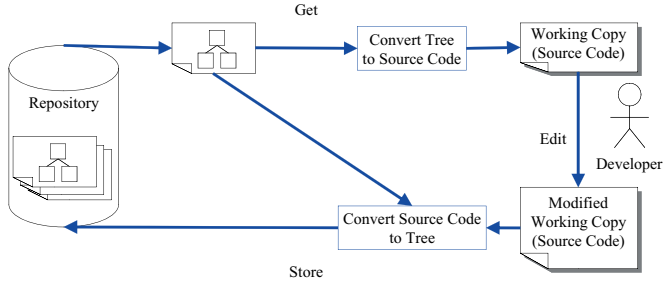 Get
Convert Tree
to Source Code
Working Copy
(Source Code)
Repository
Edit
Developer
Convert Source Code
to Tree
Modified
Working Copy
(Source Code)
Store